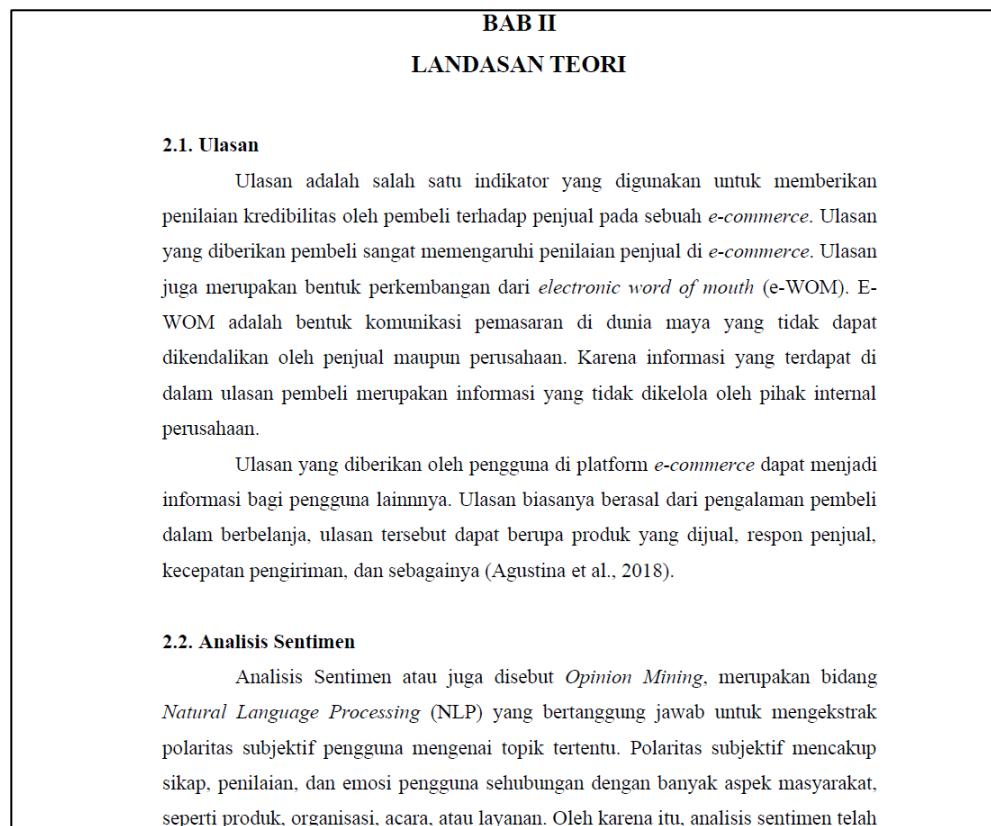 BAB II
LANDASAN TEORI
2.1. Ulasan
Ulasan adalah salah satu indikator yang digunakan untuk memberikan
penilaian kredibilitas oleh pembeli terhadap penjual pada sebuah e-commerce. Ulasan
yang diberikan pembeli sangat memengaruhi penilaian penjual di e-commerce. Ulasan
juga merupakan bentuk perkembangan dari electronic word of mouth (e-WOM). E-
WOM adalah bentuk komunikasi pemasaran di dunia maya yang tidak dapat
dikendalikan oleh penjual maupun perusahaan. Karena informasi yang terdapat di
dalam ulasan pembeli merupakan informasi yang tidak dikelola oleh pihak internal
perusahaan.
Ulasan yang diberikan oleh pengguna di platform e-commerce dapat menjadi
informasi bagi pengguna lainnnya. Ulasan biasanya berasal dari pengalaman pembeli
dalam berbelanja, ulasan tersebut dapat berupa produk yang dijual, respon penjual,
kecepatan pengiriman, dan sebagainya (Agustina et al., 2018).
2.2. Analisis Sentimen
Analisis Sentimen atau juga disebut Opinion Mining, merupakan bidang
Natural Language Processing (NLP) yang bertanggung jawab untuk mengekstrak
polaritas subjektif pengguna mengenai topik tertentu. Polaritas subjektif mencakup
sikap, penilaian, dan emosi pengguna sehubungan dengan banyak aspek masyarakat,
seperti produk, organisasi, acara, atau layanan. Oleh karena itu, analisis sentimen telah